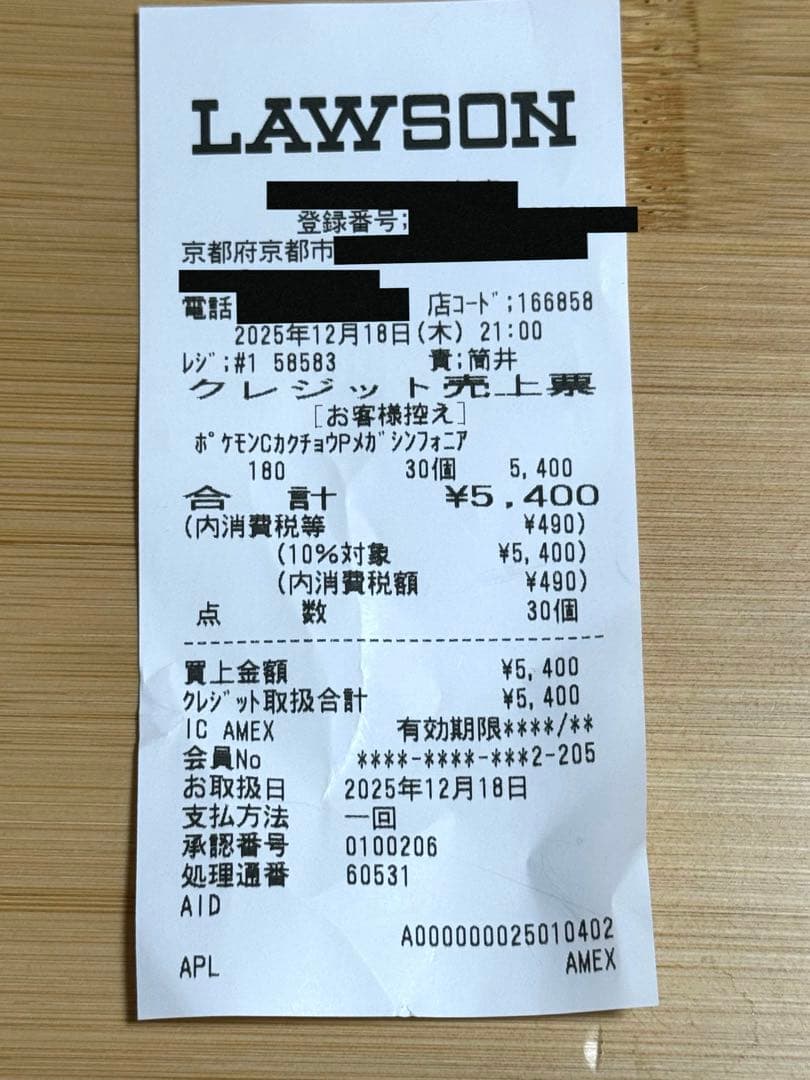 LAWSON
登録番号;
京都府京都市
電話 店コード;166858
2025年12月18日(木) 21:00
レジ;#1 58583 責;筒井
クレジット売上票
[お客様控え]
ポケモンCカクチョウPメガシンフォニア
180 30個 5,400
合 計 ¥5,400
(内消費税等 ¥490)
(10%対象 ¥5,400)
(内消費税額 ¥490)
点 数 30個
買上金額 ¥5,400
クレジット取扱合計 ¥5,400
IC AMEX 有効期限****/**
会員No ****-****-***2-205
お取扱日 2025年12月18日
支払方法 一回
承認番号 0100206
処理通番 60531
AID
A000000025010402
APL AMEX